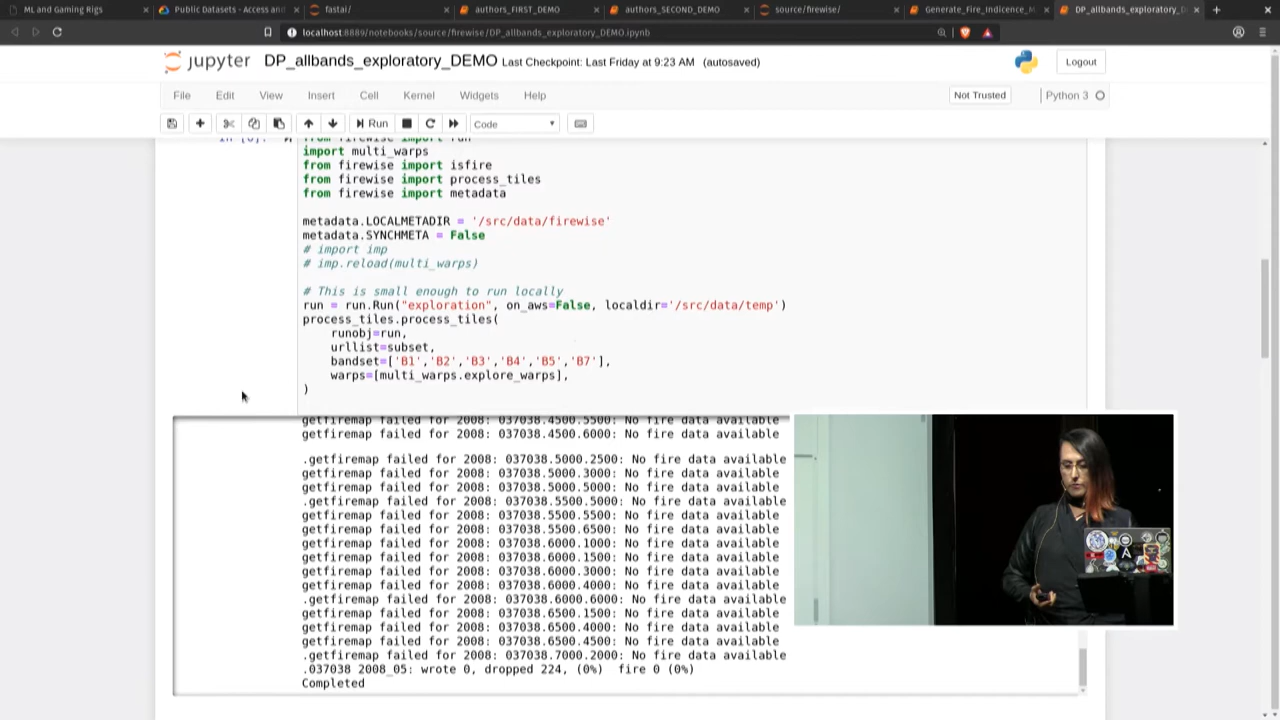 ML and Gaming Rigs
Public Datasets - Access and
fastai/
authors_FIRST_DEMO
authors_SECOND_DEMO
source/firewise/
Generate_Fire_Indicence_M
DP_allbands_exploratory_D
localhost:8889/notebooks/source/firewise/DP_allbands_exploratory_DEMO.ipynb
jupyter DP_allbands_exploratory_DEMO Last Checkpoint: Last Friday at 9:23 AM (autosaved)
Logout
File Edit View Insert Cell Kernel Widgets Help
Not Trusted
Python 3
Run
Code
from firewise import run
import multi_warps
from firewise import isfire
from firewise import process_tiles
from firewise import metadata
metadata.LOCALMETADIR = '/src/data/firewise'
metadata.SYNCHMETA = False
# import imp
# imp.reload(multi_warps)
# This is small enough to run locally
run = run.Run("exploration", on_aws=False, localdir='/src/data/temp')
process_tiles.process_tiles(
runobj=run,
urllist=subset,
bandset=['B1','B2','B3','B4','B5','B7'],
warps=[multi_warps.explore_warps],
)
getfiremap failed for 2008: 037038.4500.5500: No fire data available
getfiremap failed for 2008: 037038.4500.6000: No fire data available
.getfiremap failed for 2008: 037038.5000.2500: No fire data available
getfiremap failed for 2008: 037038.5000.3000: No fire data available
getfiremap failed for 2008: 037038.5000.5000: No fire data available
.getfiremap failed for 2008: 037038.5500.5000: No fire data available
getfiremap failed for 2008: 037038.5500.5500: No fire data available
getfiremap failed for 2008: 037038.5500.6500: No fire data available
getfiremap failed for 2008: 037038.6000.1000: No fire data available
getfiremap failed for 2008: 037038.6000.1500: No fire data available
getfiremap failed for 2008: 037038.6000.3000: No fire data available
getfiremap failed for 2008: 037038.6000.4000: No fire data available
.getfiremap failed for 2008: 037038.6000.6000: No fire data available
getfiremap failed for 2008: 037038.6500.1500: No fire data available
getfiremap failed for 2008: 037038.6500.4000: No fire data available
getfiremap failed for 2008: 037038.6500.4500: No fire data available
.getfiremap failed for 2008: 037038.7000.2000: No fire data available
.037038 2008_05: wrote 0, dropped 224, (0%) fire 0 (0%)
Completed